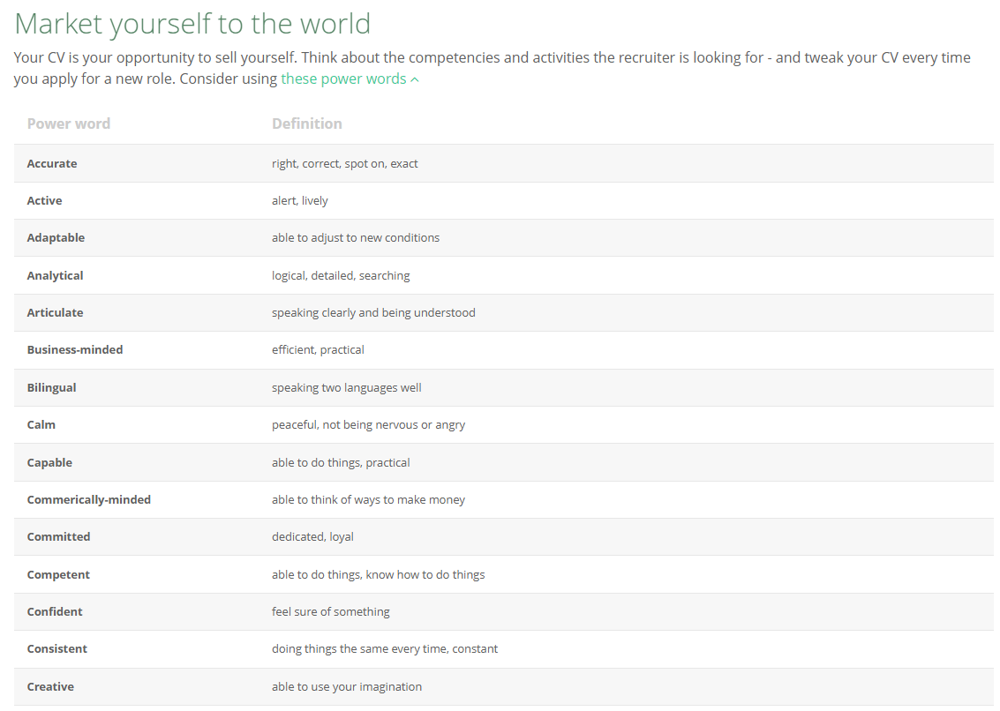 Market yourself to the world
Your CV is your opportunity to sell yourself. Think about the competencies and activities the recruiter is looking for - and tweak your CV every time
you apply for a new role. Consider using these power words
Power word Definition
Accurate right, correct, spot on, exact
Active alert, lively
Adaptable able to adjust to new conditions
Analytical logical, detailed, searching
Articulate speaking clearly and being understood
Business-minded efficient, practical
Bilingual speaking two languages well
Calm peaceful, not being nervous or angry
Capable able to do things, practical
Commerically-minded able to think of ways to make money
Committed dedicated, loyal
Competent able to do things, know how to do things
Confident feel sure of something
Consistent doing things the same every time, constant
Creative able to use your imagination